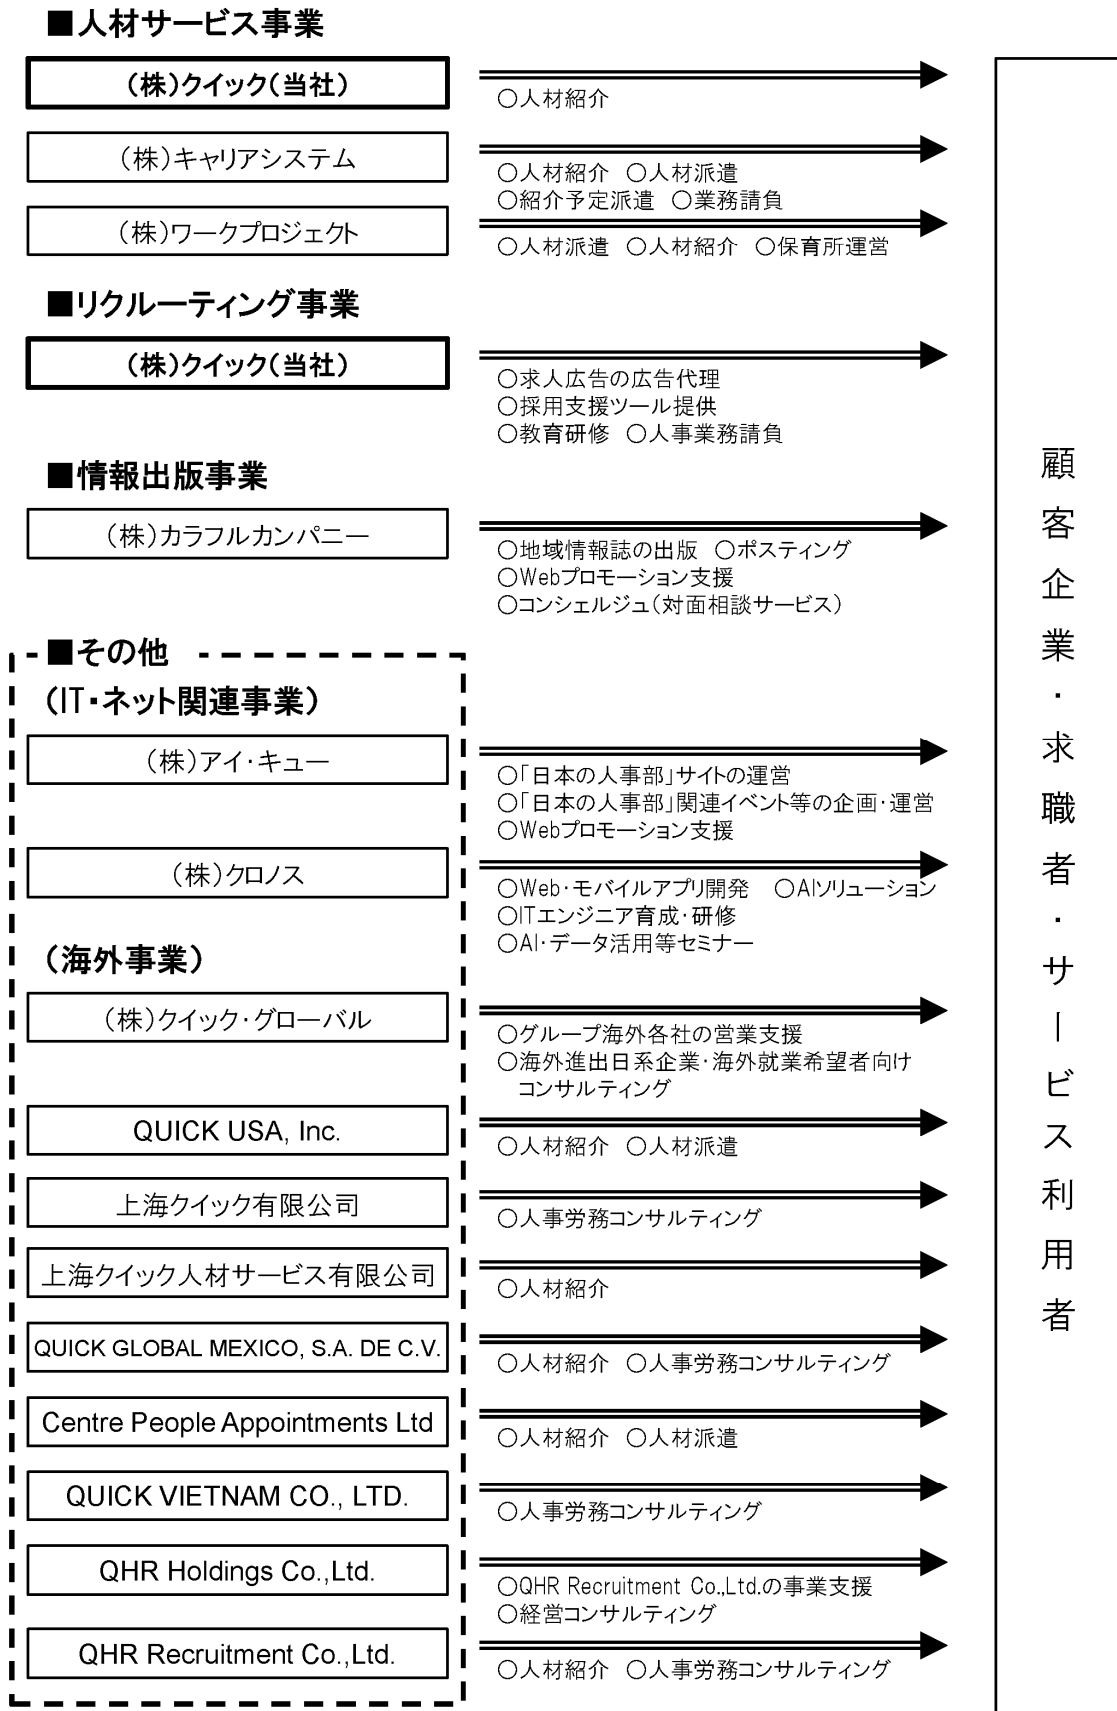 ■人材サービス事業
（株）クイック（当社）
○人材紹介
（株）キャリアシステム
○人材紹介　○人材派遣
○紹介予定派遣　○業務請負
（株）ワークプロジェクト
○人材派遣　○人材紹介　○保育所運営
■リクルーティング事業
（株）クイック（当社）
○求人広告の広告代理
○採用支援ツール提供
○教育研修　○人事業務請負
■情報出版事業
（株）カラフルカンパニー
○地域情報誌の出版　○ポスティング
○Webプロモーション支援
○コンシェルジュ（対面相談サービス）
■その他
（IT・ネット関連事業）
（株）アイ・キュー
○「日本の人事部」サイトの運営
○「日本の人事部」関連イベント等の企画・運営
○Webプロモーション支援
（株）クロノス
○Web・モバイルアプリ開発　○AIソリューション
○ITエンジニア育成・研修
○AI・データ活用等セミナー
（海外事業）
（株）クイック・グローバル
○グループ海外各社の営業支援
○海外進出日系企業・海外就業希望者向け
コンサルティング
QUICK USA, Inc.
○人材紹介　○人材派遣
上海クイック有限公司
○人事労務コンサルティング
上海クイック人材サービス有限公司
○人材紹介
QUICK GLOBAL MEXICO, S.A. DE C.V.
○人材紹介　○人事労務コンサルティング
Centre People Appointments Ltd
○人材紹介　○人材派遣
QUICK VIETNAM CO., LTD.
○人事労務コンサルティング
QHR Holdings Co.,Ltd.
○QHR Recruitment Co.,Ltd.の事業支援
○経営コンサルティング
QHR Recruitment Co.,Ltd.
○人材紹介　○人事労務コンサルティング
顧客企業・求職者・サービス利用者